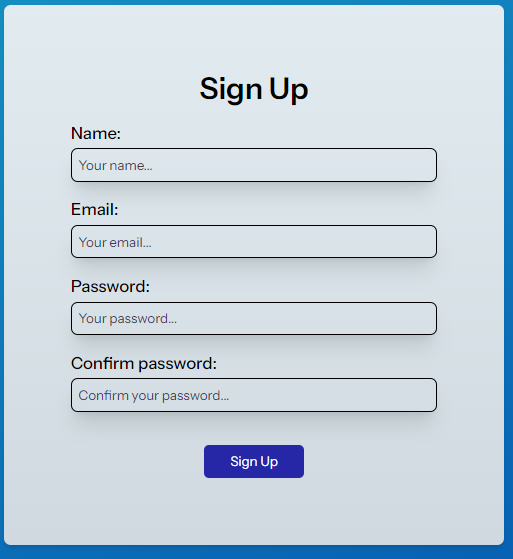 Sign Up
Name:
Your name...
Email:
Your email...
Password:
Your password...
Confirm password:
Confirm your password...
Sign Up